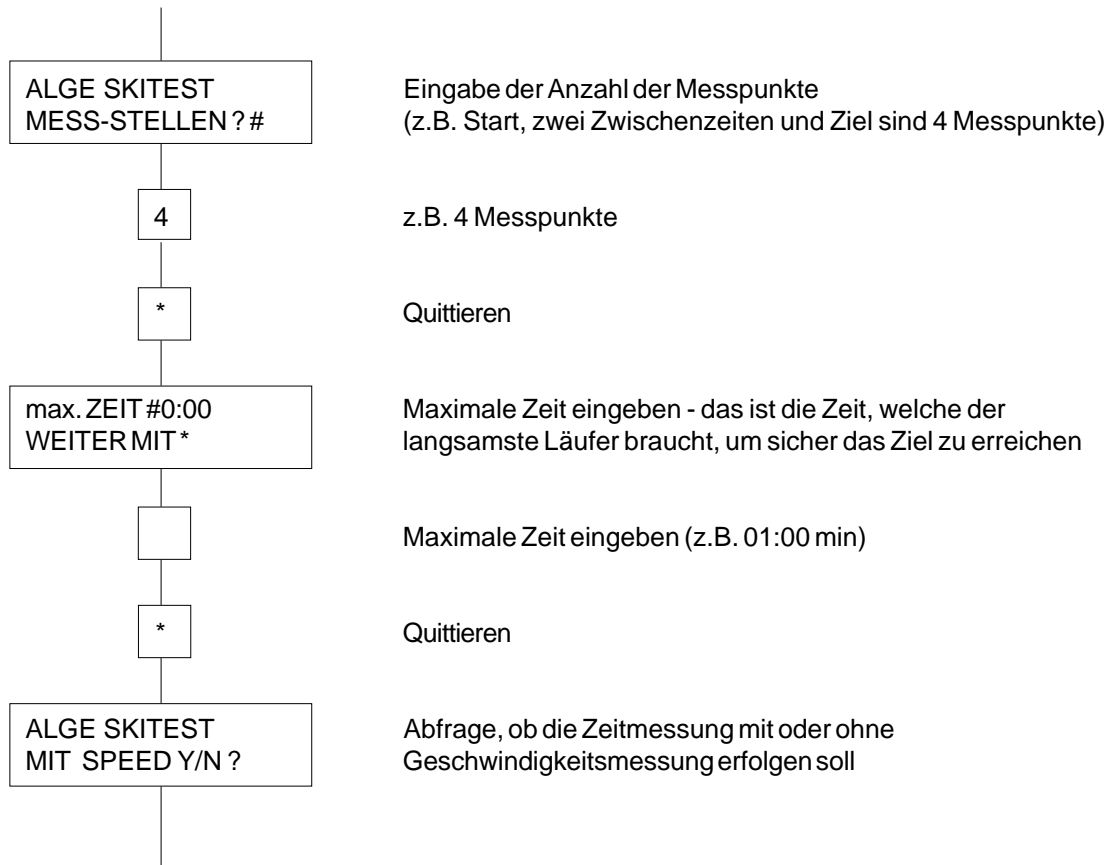 ALGE SKITEST
MESS-STELLEN ? #
Eingabe der Anzahl der Messpunkte
(z.B. Start, zwei Zwischenzeiten und Ziel sind 4 Messpunkte)
4
z.B. 4 Messpunkte
*
Quittieren
max. ZEIT #0:00
WEITER MIT *
Maximale Zeit eingeben - das ist die Zeit, welche der
langsamste Läufer braucht, um sicher das Ziel zu erreichen
Maximale Zeit eingeben (z.B. 01:00 min)
*
Quittieren
ALGE SKITEST
MIT SPEED Y/N ?
Abfrage, ob die Zeitmessung mit oder ohne
Geschwindigkeitsmessung erfolgen soll